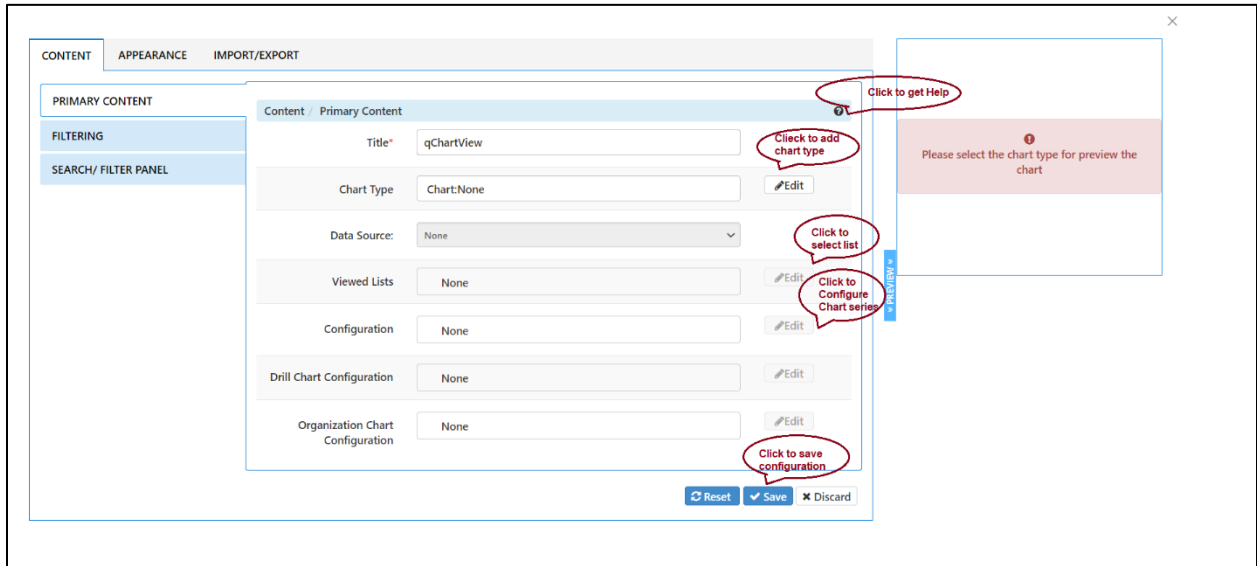 CONTENT APPEARANCE IMPORT/EXPORT
PRIMARY CONTENT
FILTERING
SEARCH/ FILTER PANEL
Content / Primary Content
Click to get Help
Title* qChartView
Clieck to add
chart type
Chart Type Chart:None Edit
Data Source: None
Click to
select list
Viewed Lists None Edit
Click to
Configure
Chart series
Configuration None Edit
Drill Chart Configuration None Edit
Organization Chart
Configuration
None Edit
Click to save
configuration
Reset Save Discard
PREVIEW
Please select the chart type for preview the
chart